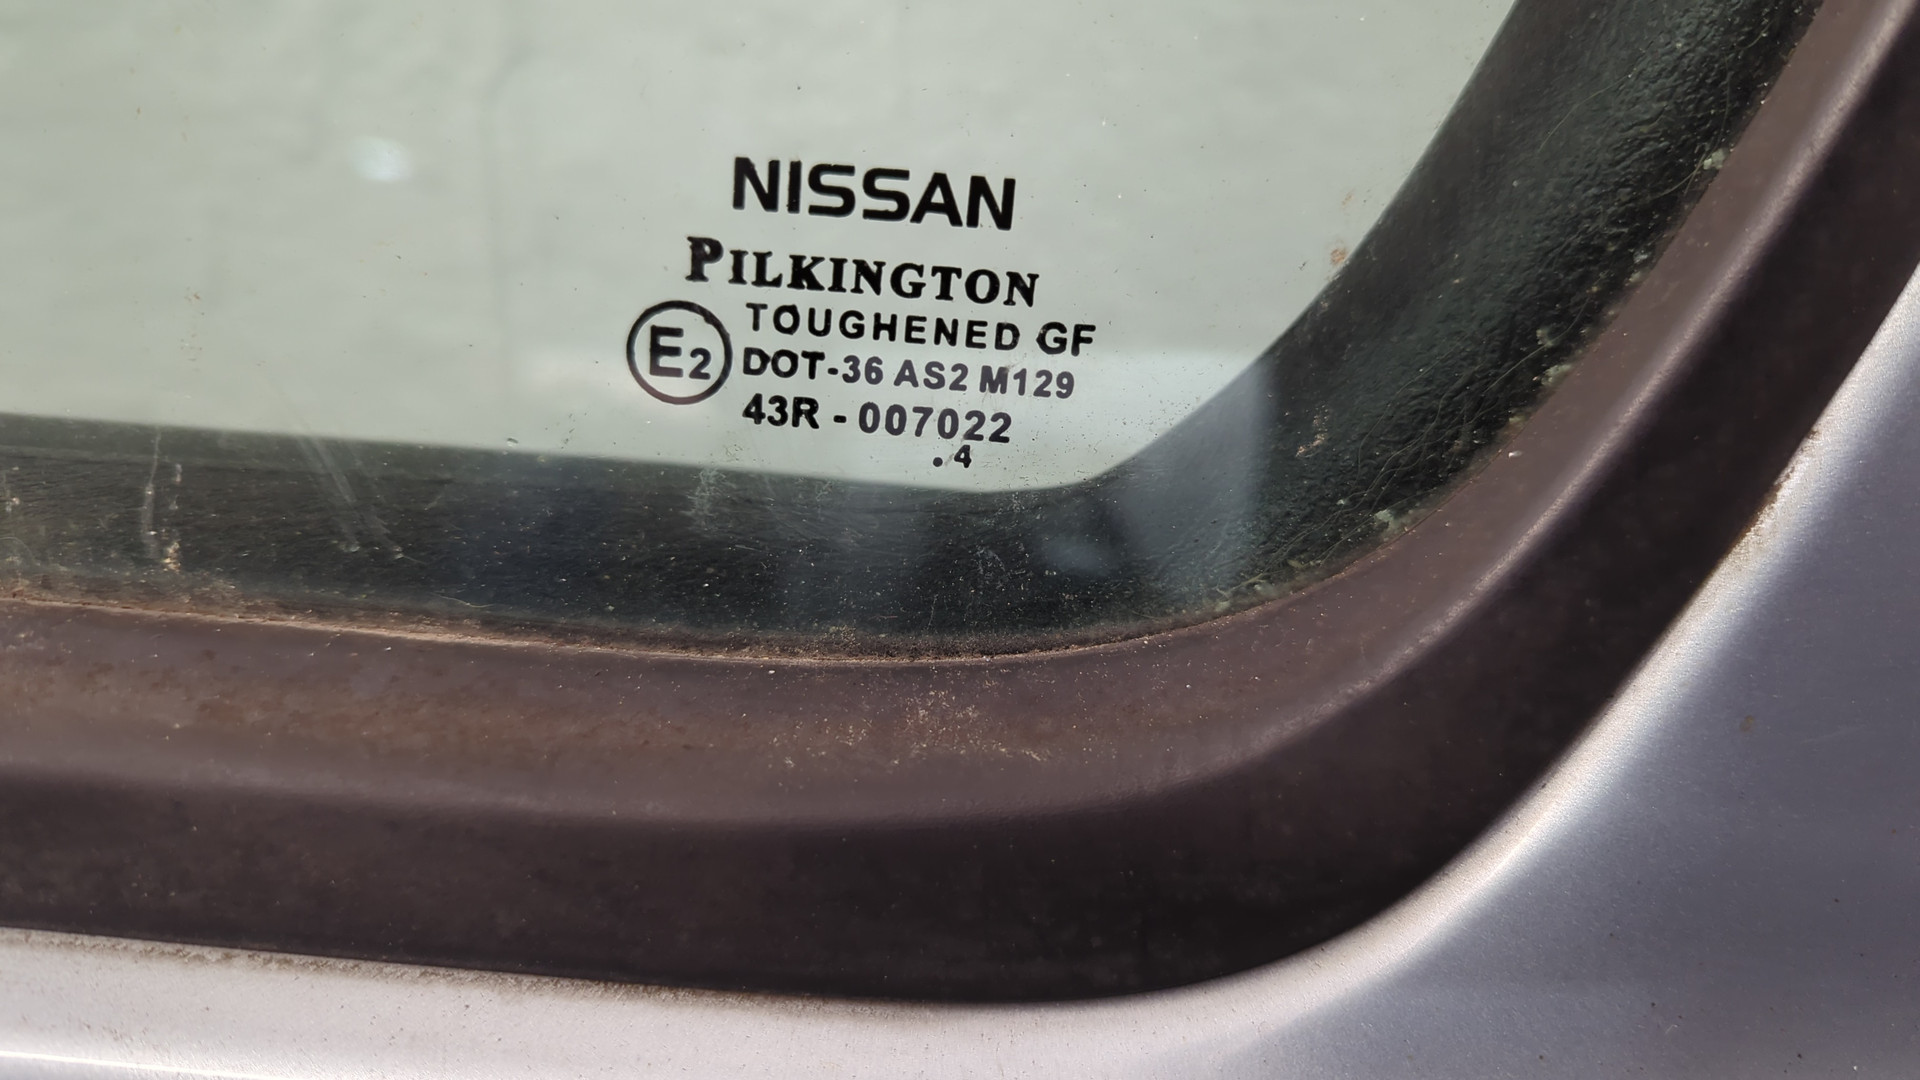 NISSAN
PILKINGTON
TOUGHENED GF
E2 DOT-36 AS2 M129
43R - 007022
. 4